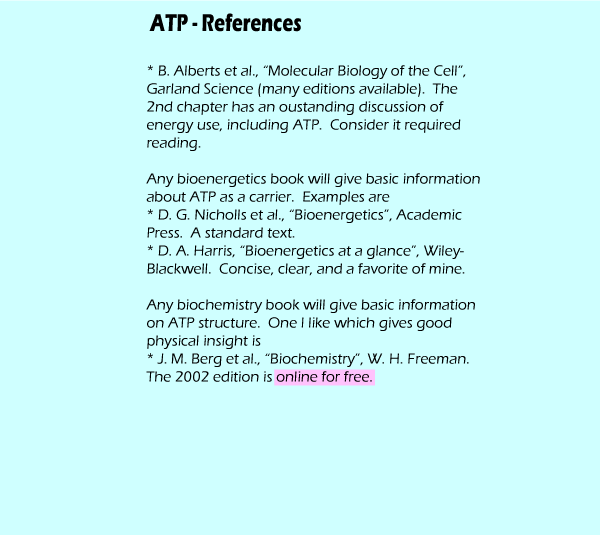 ATP - References
* B. Alberts et al., “Molecular Biology of the Cell”,
Garland Science (many editions available).  The
2nd chapter has an oustanding discussion of
energy use, including ATP.  Consider it required
reading.
Any bioenergetics book will give basic information
about ATP as a carrier.  Examples are
* D. G. Nicholls et al., “Bioenergetics”, Academic
Press.  A standard text.
* D. A. Harris, “Bioenergetics at a glance”, Wiley-
Blackwell.  Concise, clear, and a favorite of mine.
Any biochemistry book will give basic information
on ATP structure.  One I like which gives good
physical insight is
* J. M. Berg et al., “Biochemistry”, W. H. Freeman.
The 2002 edition is online for free.